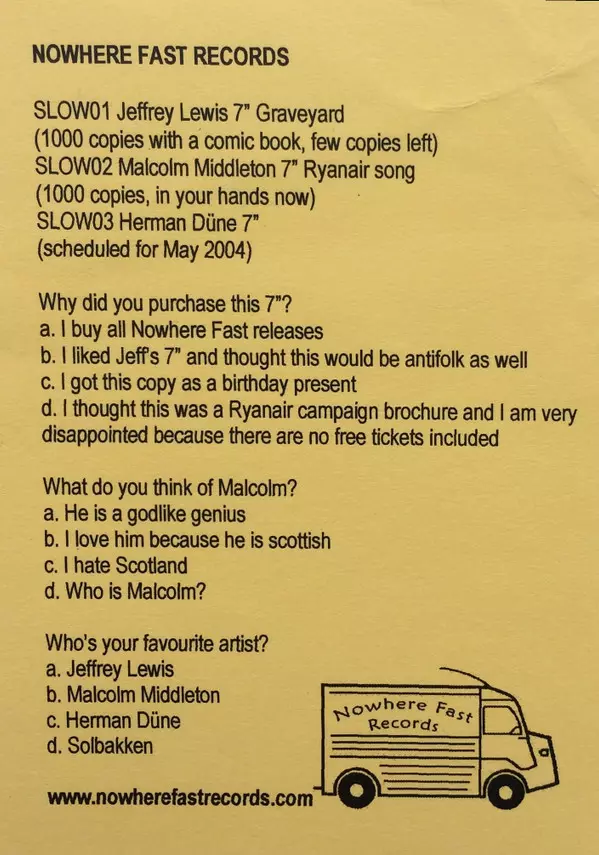 NOWHERE FAST RECORDS
SLOW01 Jeffrey Lewis 7" Graveyard
(1000 copies with a comic book, few copies left)
SLOW02 Malcolm Middleton 7" Ryanair song
(1000 copies, in your hands now)
SLOW03 Herman Düne 7"
(scheduled for May 2004)
Why did you purchase this 7"?
a. I buy all Nowhere Fast releases
b. I liked Jeff's 7" and thought this would be antifolk as well
c. I got this copy as a birthday present
d. I thought this was a Ryanair campaign brochure and I am very
disappointed because there are no free tickets included
What do you think of Malcolm?
a. He is a godlike genius
b. I love him because he is scottish
c. I hate Scotland
d. Who is Malcolm?
Who's your favourite artist?
a. Jeffrey Lewis
b. Malcolm Middleton
c. Herman Düne
d. Solbakken
Nowhere Fast
Records
www.nowherefastrecords.com